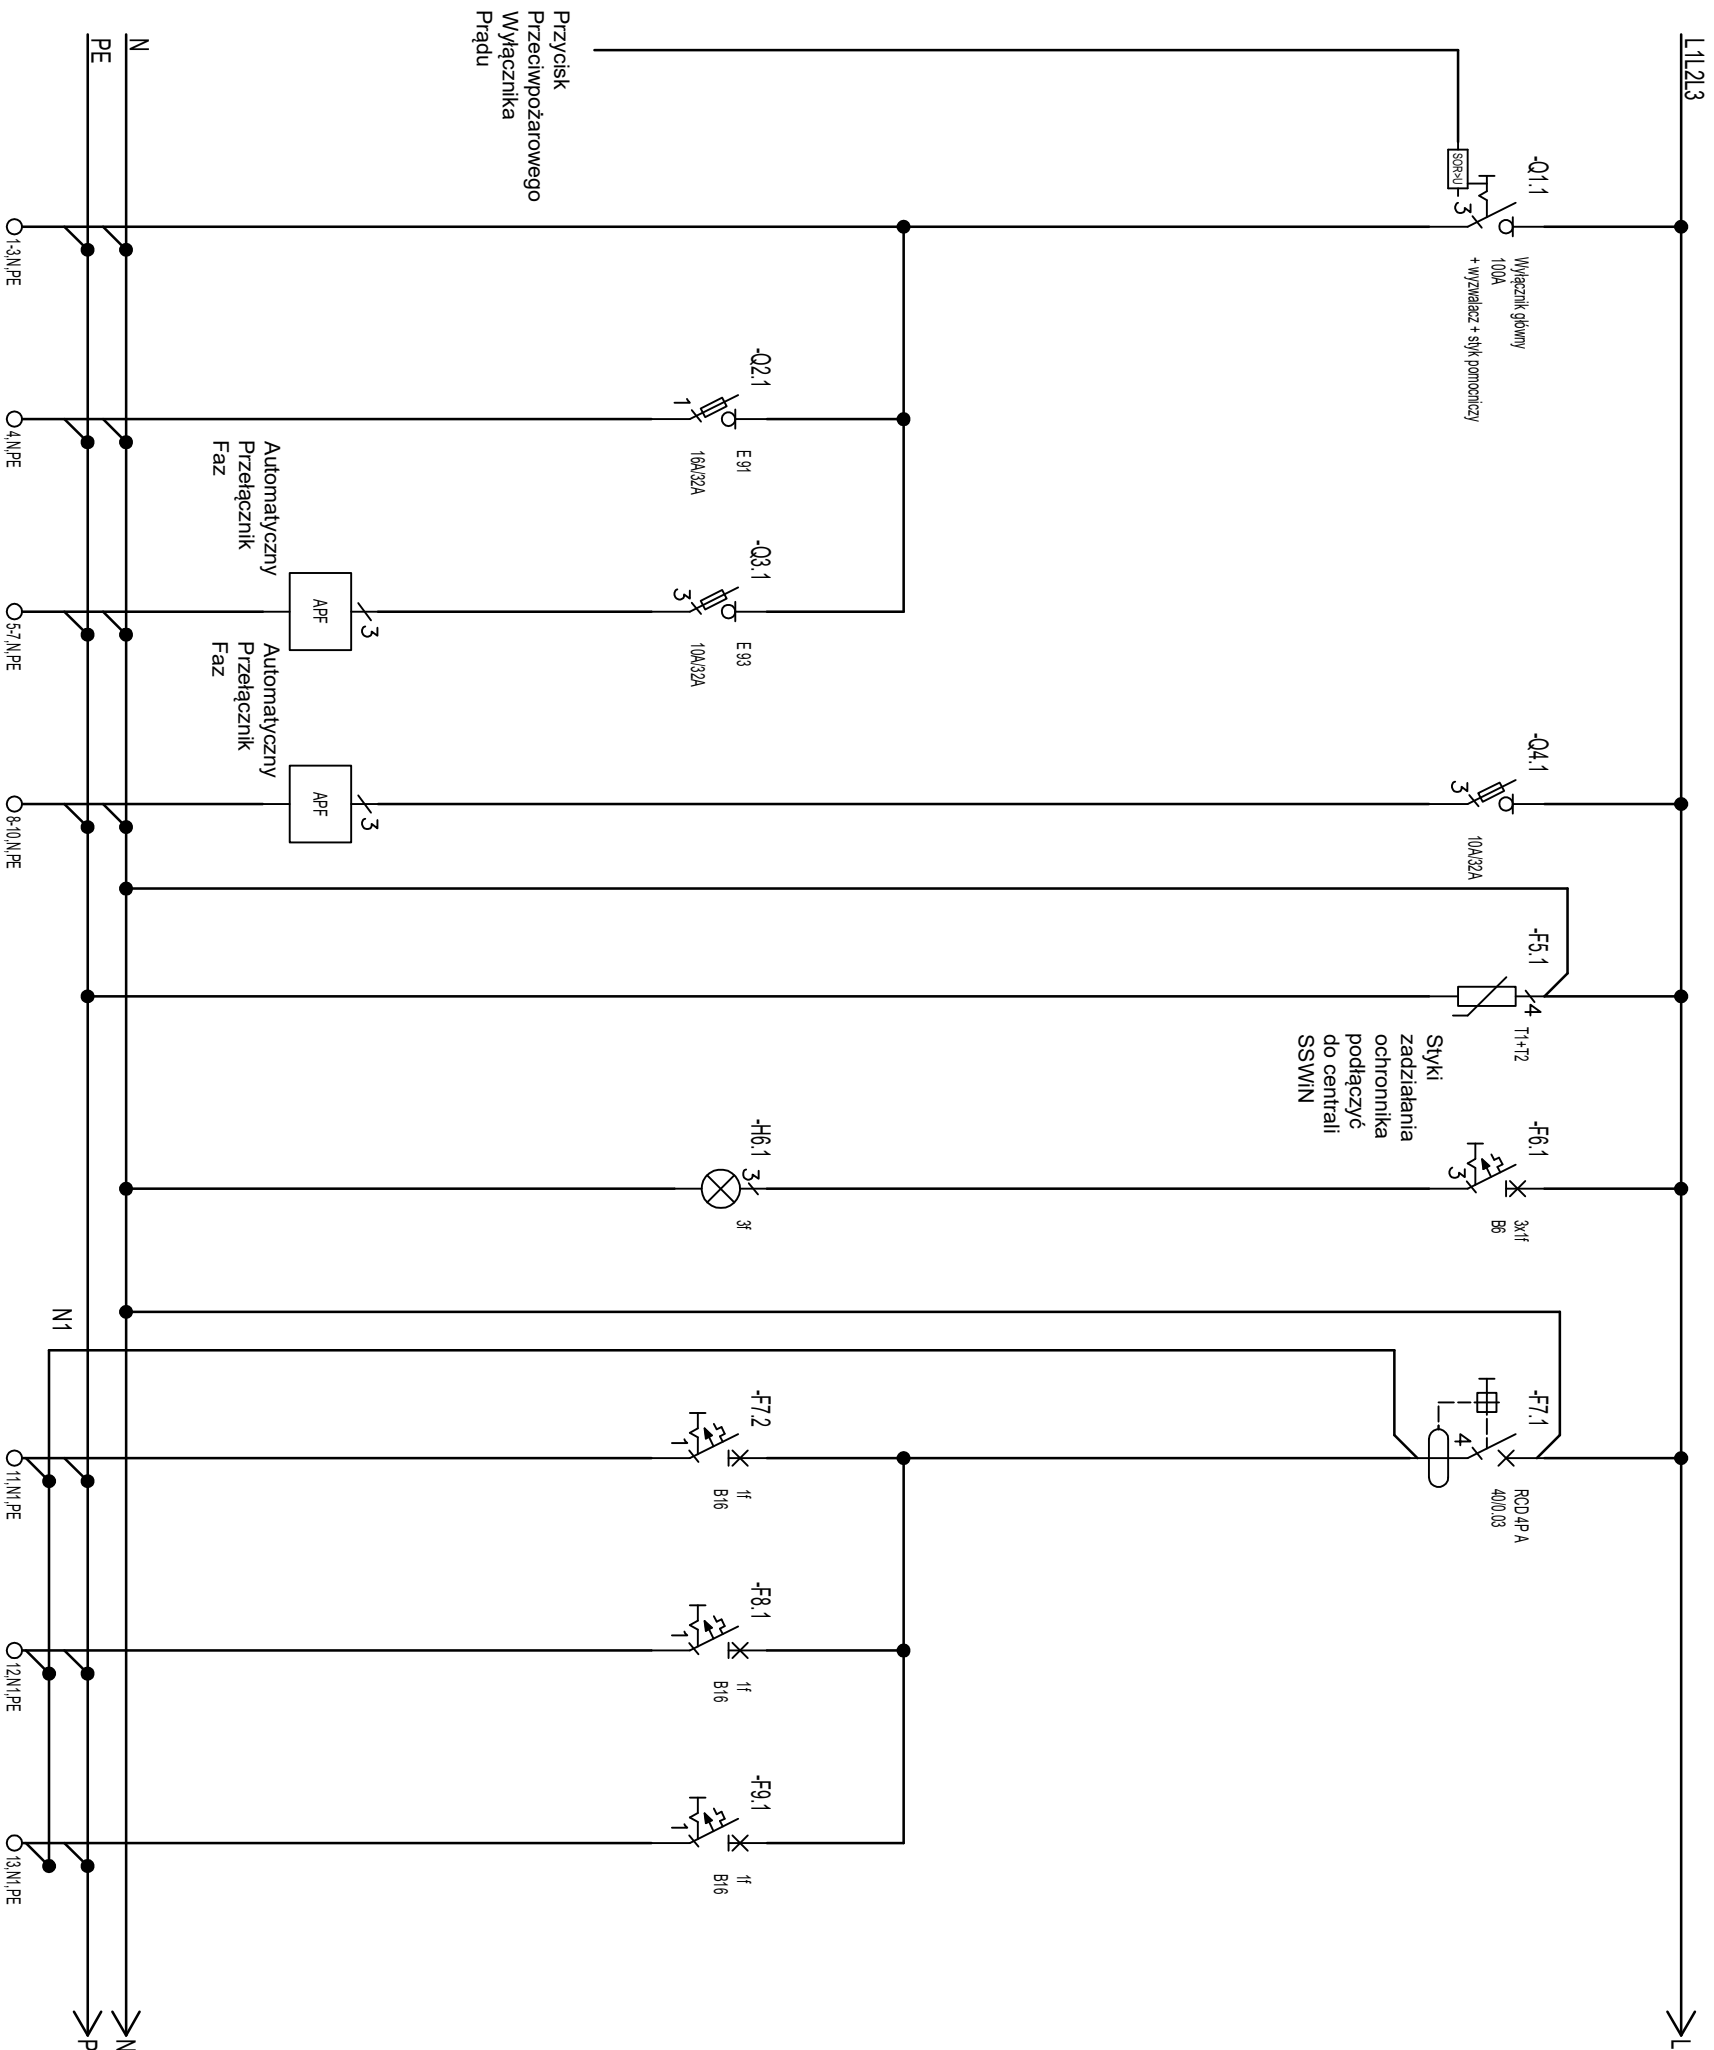 L1L2L3
L
-Q1.1
SOR>U
3
Wyłącznik główny
100A
+ wyzwalacz + styk pomocniczy
Przycisk
Przeciwpożarowego
Wyłącznika
Prądu
-Q2.1
1
E 91
16A/32A
-Q3.1
3
E 93
10A/32A
-Q4.1
3
10A/32A
3
APF
Automatyczny
Przełącznik
Faz
3
APF
Automatyczny
Przełącznik
Faz
-F5.1
4
T1+T2
Styki
zadziałania
ochronnika
podłączyć
do centrali
SSWiN
-F6.1
3
3x1f
B6
-H6.1
3
3f
-F7.1
4
RCD 4P A
40/0.03
-F7.2
1
1f
B16
-F8.1
1
1f
B16
-F9.1
1
1f
B16
N
N
PE
P
N1
1-3,N,PE
4,N,PE
5-7,N,PE
8-10,N,PE
11,N1,PE
12,N1,PE
13,N1,PE